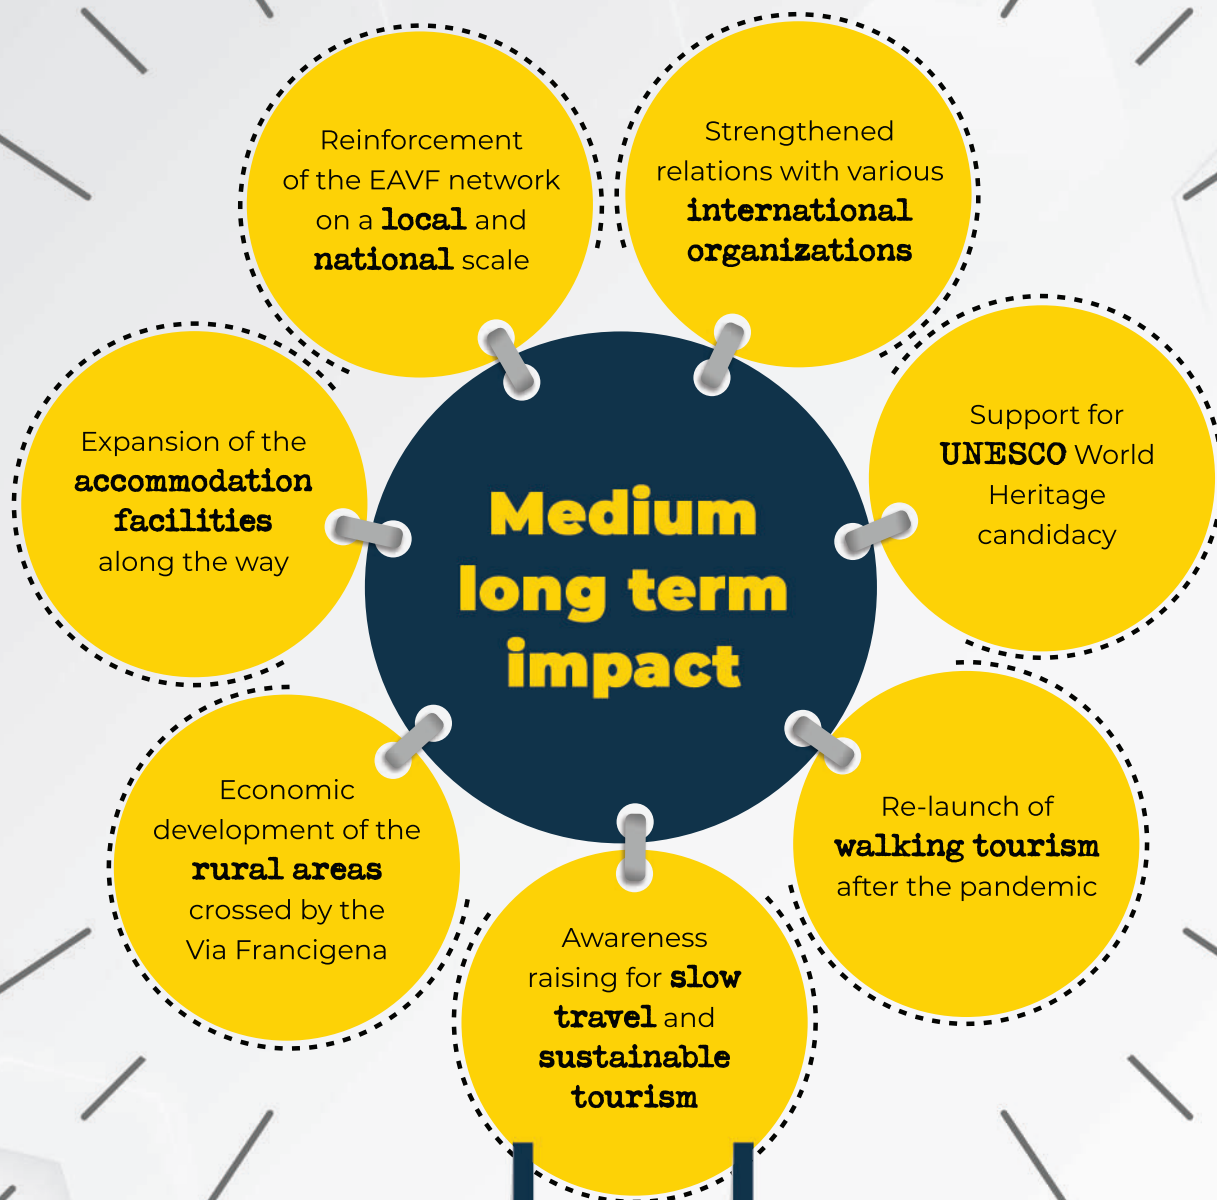 Reinforcement
of the EAVF network
on a local and
national scale
Strengthened
relations with various
international
organizations
Support for
UNESCO World
Heritage
candidacy
Expansion of the
accommodation
facilities
along the way
Medium
long term
impact
Economic
development of the
rural areas
crossed by the
Via Francigena
Re-launch of
walking tourism
after the pandemic
Awareness
raising for slow
travel and
sustainable
tourism